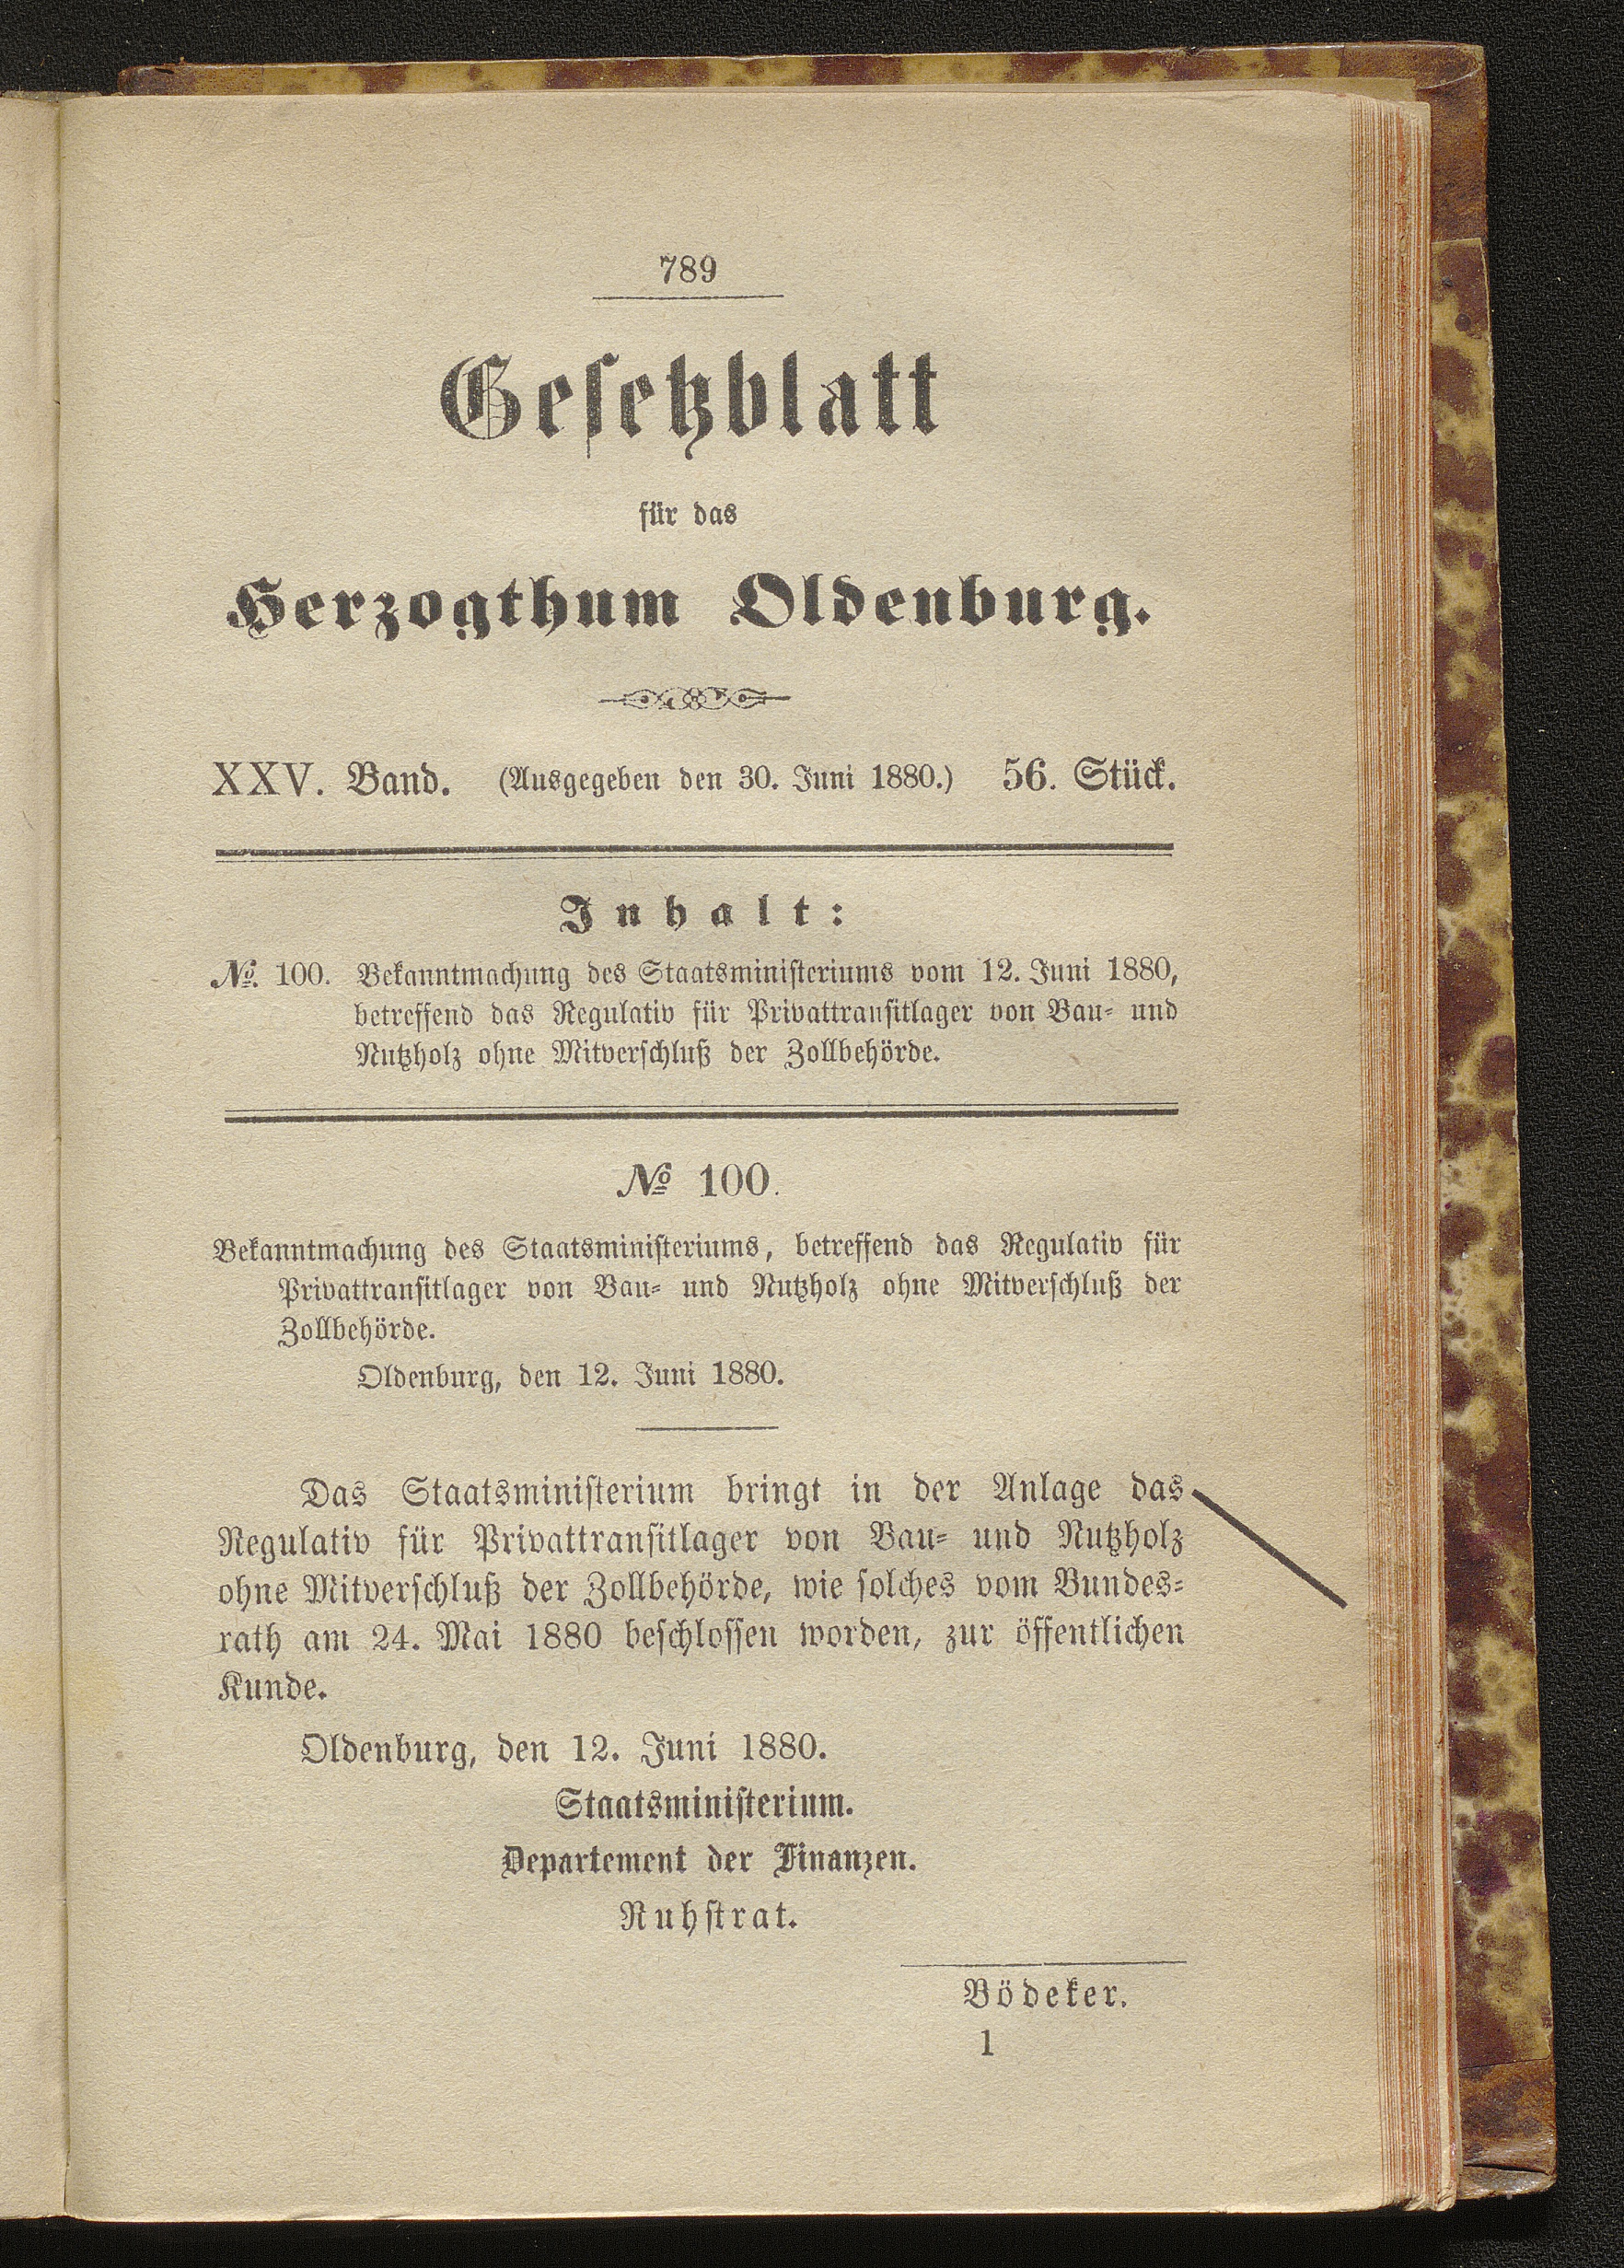 789
Gesetzblatt
für das
Herzogthum Oldenburg.
XXV. Band. (Ausgegeben den 30. Juni 1880.) 56. Stück.
Inhalt:
№. 100. Bekanntmachung des Staatsministeriums vom 12. Juni 1880,
betreffend das Regulativ für Privattransitlager von Bau- und
Nutzholz ohne Mitverschluß der Zollbehörde.
№ 100.
Bekanntmachung des Staatsministeriums, betreffend das Regulativ für
Privattransitlager von Bau- und Nutzholz ohne Mitverschluß der
Zollbehörde.
Oldenburg, den 12. Juni 1880.
Das Staatsministerium bringt in der Anlage das
Regulativ für Privattransitlager von Bau- und Nutzholz
ohne Mitverschluß der Zollbehörde, wie solches vom Bundes-
rath am 24. Mai 1880 beschlossen worden, zur öffentlichen
Kunde.
Oldenburg, den 12. Juni 1880.
Staatsministerium.
Departement der Finanzen.
Ruhstrat.
Bödeker.
1